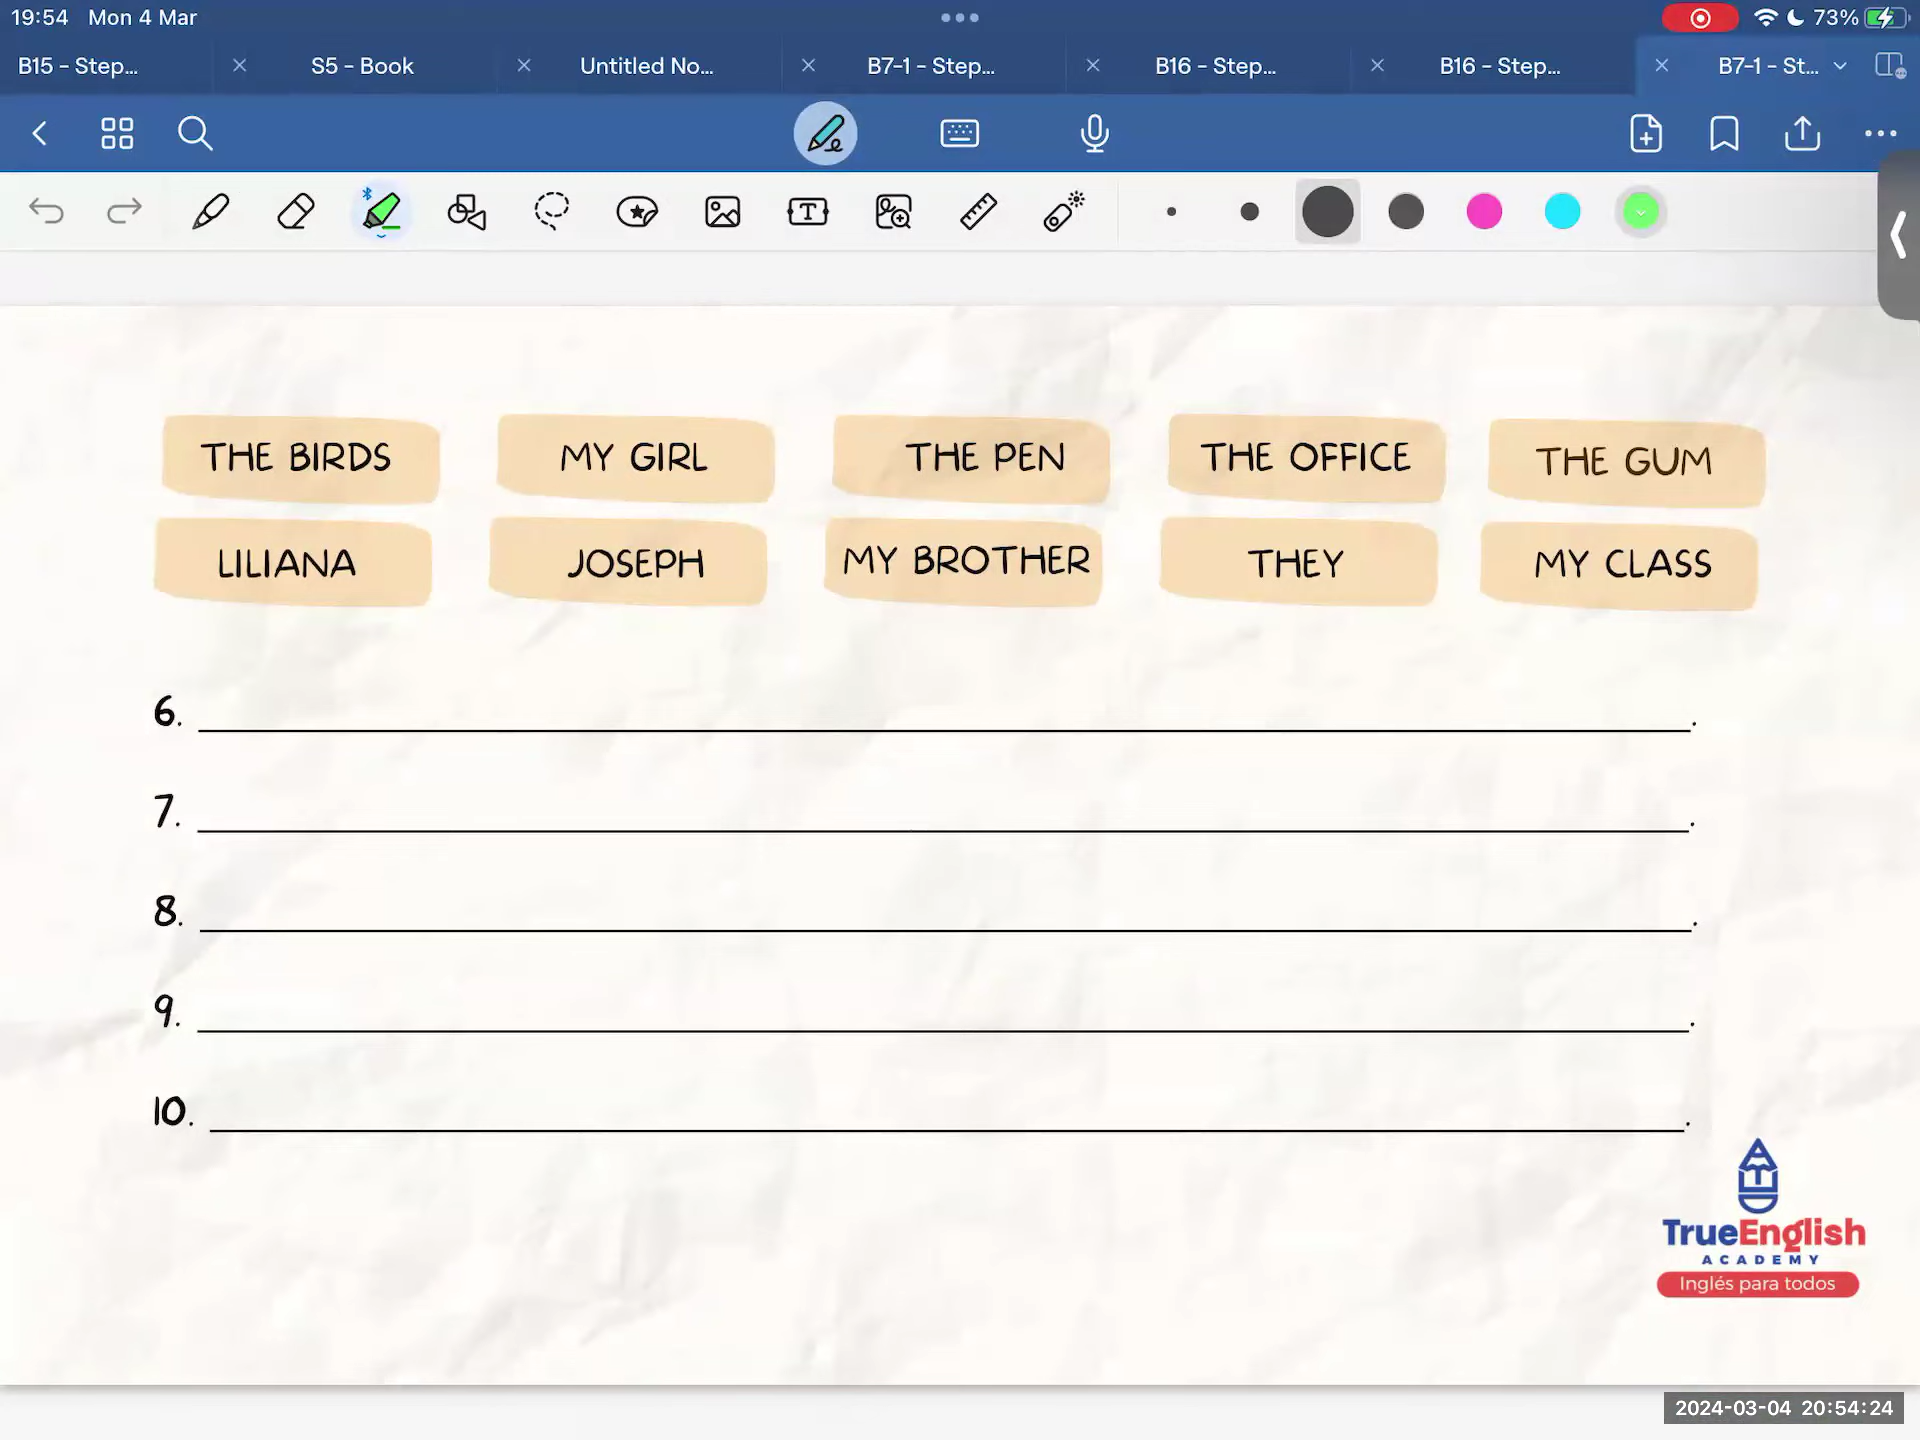 19:54 Mon 4 Mar 73%
B15 - Step... S5 - Book Untitled No... B7-1 - Step... B16 - Step... B16 - Step... B7-1 - St...
THE BIRDS MY GIRL THE PEN THE OFFICE THE GUM
LILIANA JOSEPH MY BROTHER THEY MY CLASS
6. .
7. .
8. .
9. .
10. .
TrueEnglish
ACADEMY
Inglés para todos
2024-03-04 20:54:24